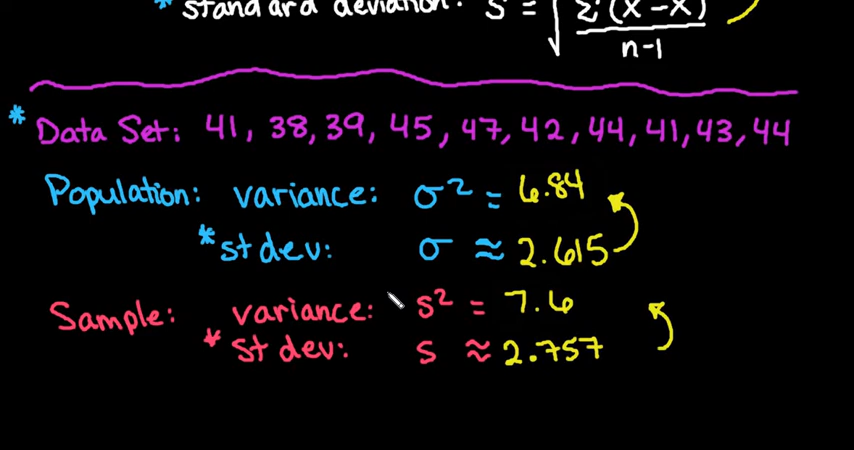 * standard deviation: S = √ Σ(x-x̄) / n-1
* Data Set: 41, 38, 39, 45, 47, 42, 44, 41, 43, 44
Population: variance: σ² = 6.84
* st dev: σ ≈ 2.615
Sample: variance: s² = 7.6
* st dev: s ≈ 2.757